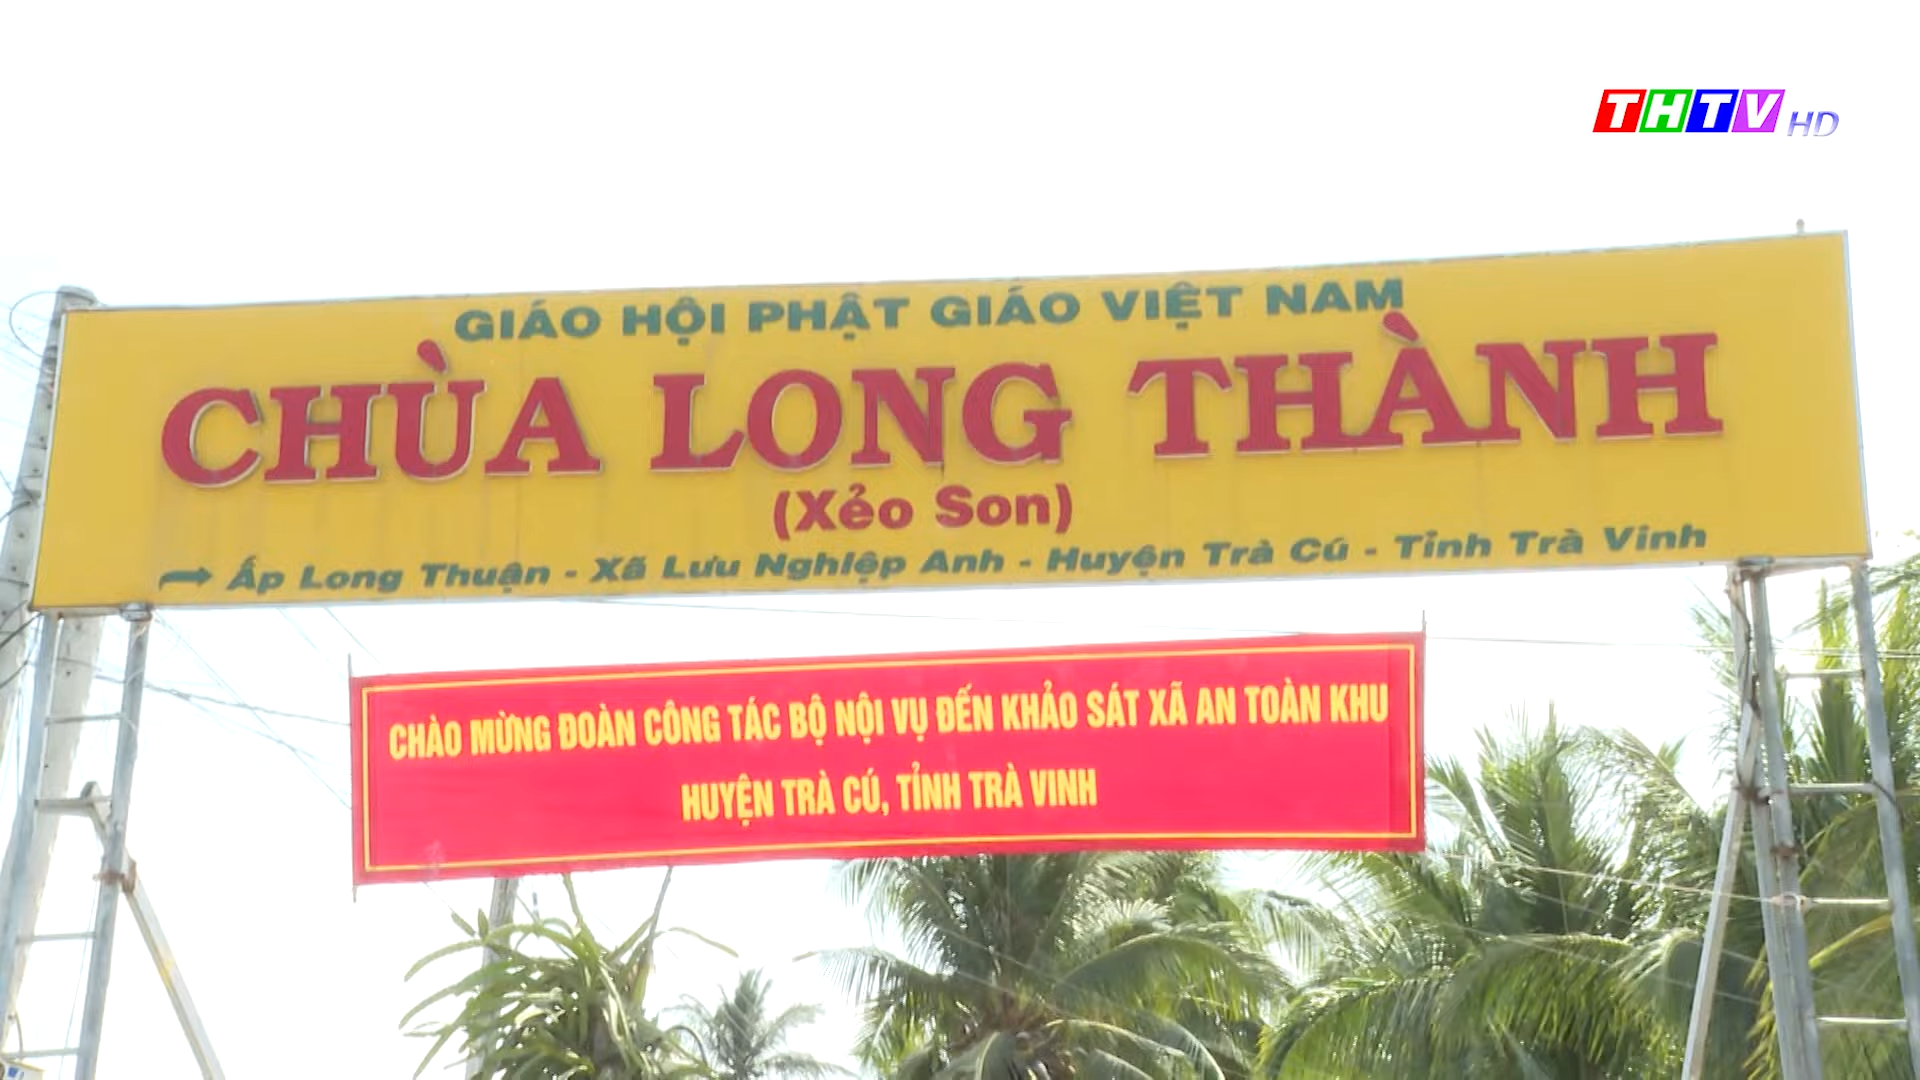 THTV HD
GIÁO HỘI PHẬT GIÁO VIỆT NAM
CHÙA LONG THÀNH
(Xẻo Son)
Ấp Long Thuận - Xã Lưu Nghiệp Anh - Huyện Trà Cú - Tỉnh Trà Vinh
CHÀO MỪNG ĐOÀN CÔNG TÁC BỘ NỘI VỤ ĐẾN KHẢO SÁT XÃ AN TOÀN KHU
HUYỆN TRÀ CÚ, TỈNH TRÀ VINH